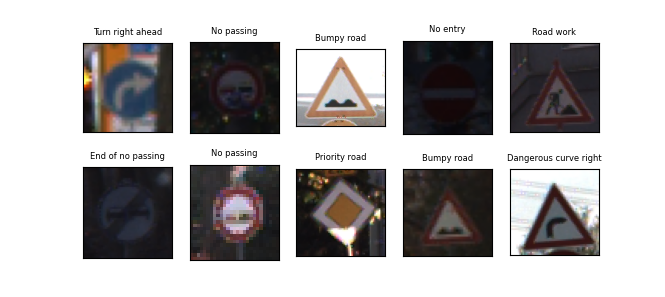 Turn right ahead
No passing
Bumpy road
No entry
Road work
End of no passing
No passing
Priority road
Bumpy road
Dangerous curve right